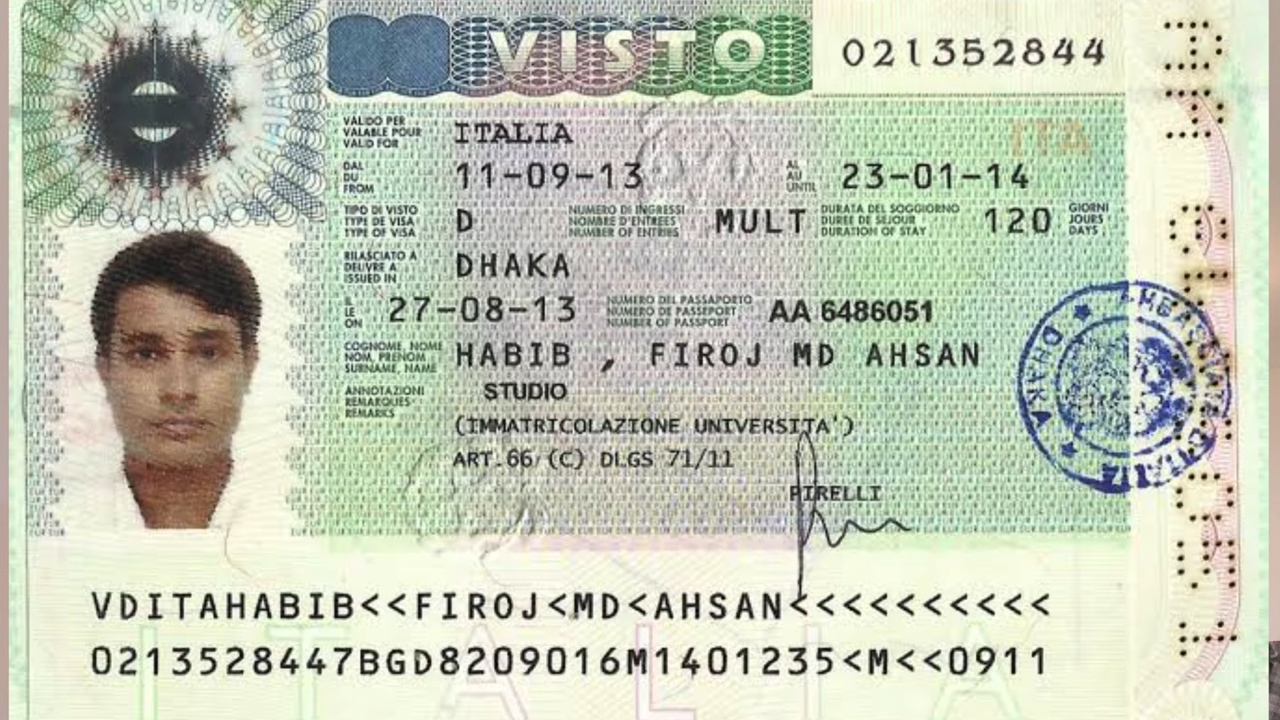 VISTO
021352844
VALIDO PER
VALABLE POUR
VALID FOR
ITALIA
ITA
DAL
DU
FROM
11-09-13
AL
AU
UNTIL
23-01-14
TIPO DI VISTO
TYPE DE VISA
TYPE OF VISA
D
NUMERO DI INGRESSI
NOMBRE D'ENTREES
NUMBER OF ENTRIES
MULT
DURATA DEL SOGGIORNO
DUREE DE SEJOUR
DURATION OF STAY
120
GIORNI
JOURS
DAYS
RILASCIATO A
DELIVRE A
ISSUED IN
DHAKA
IL
LE
ON
27-08-13
NUMERO DEL PASSAPORTO
NUMERO DE PASSEPORT
NUMBER OF PASSPORT
AA 6486051
COGNOME, NOME
NOM, PRENOM
SURNAME, NAME
HABIB , FIROJ MD AHSAN
ANNOTAZIONI
REMARQUES
REMARKS
STUDIO
(IMMATRICOLAZIONE UNIVERSITA')
ART.66 (C) DLGS 71/11
PIRELLI
DHAKA
VDITAHABIB<<FIROJ<MD<AHSAN<<<<<<<<<<
0213528447BGD8209016M1401235<M<<0911
ITALIA